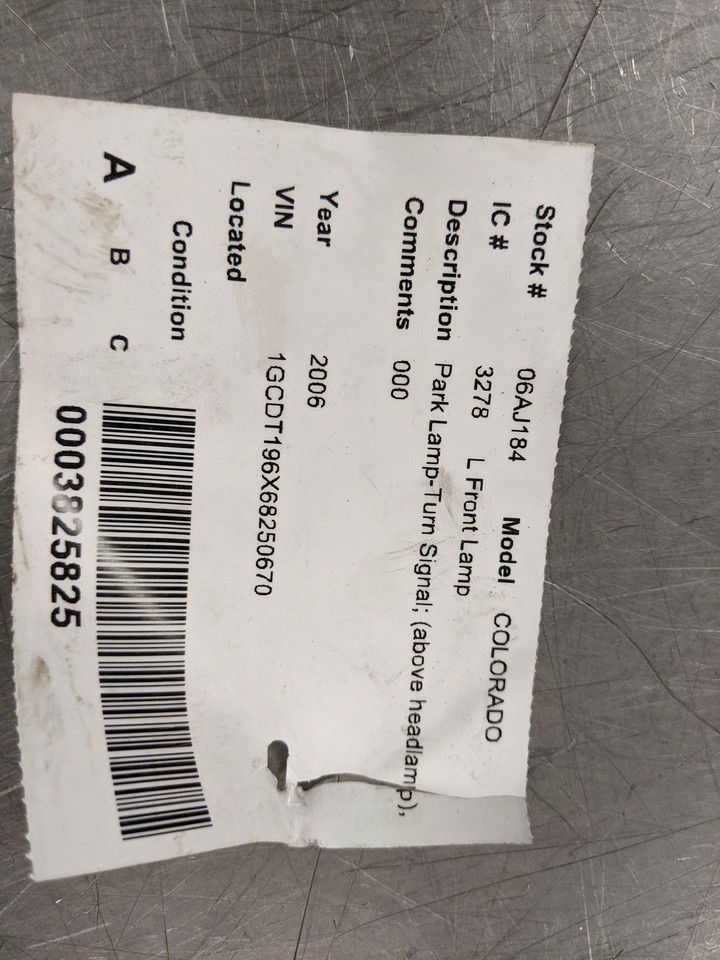 Stock # 06AJ184 Model COLORADO
IC # 3278 L Front Lamp
Description Park Lamp-Turn Signal; (above headlamp),
Comments 000
Year 2006
VIN 1GCDT196X68250670
Located
Condition
A B C
0003825825